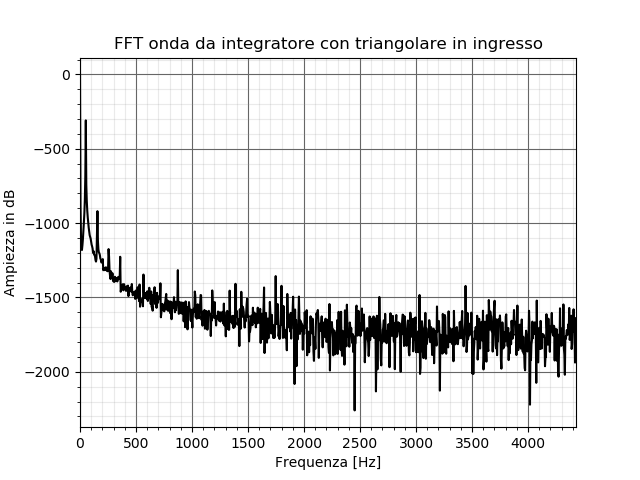 FFT onda da integratore con triangolare in ingresso
Ampiezza in dB
0
−500
−1000
−1500
−2000
0 500 1000 1500 2000 2500 3000 3500 4000
Frequenza [Hz]